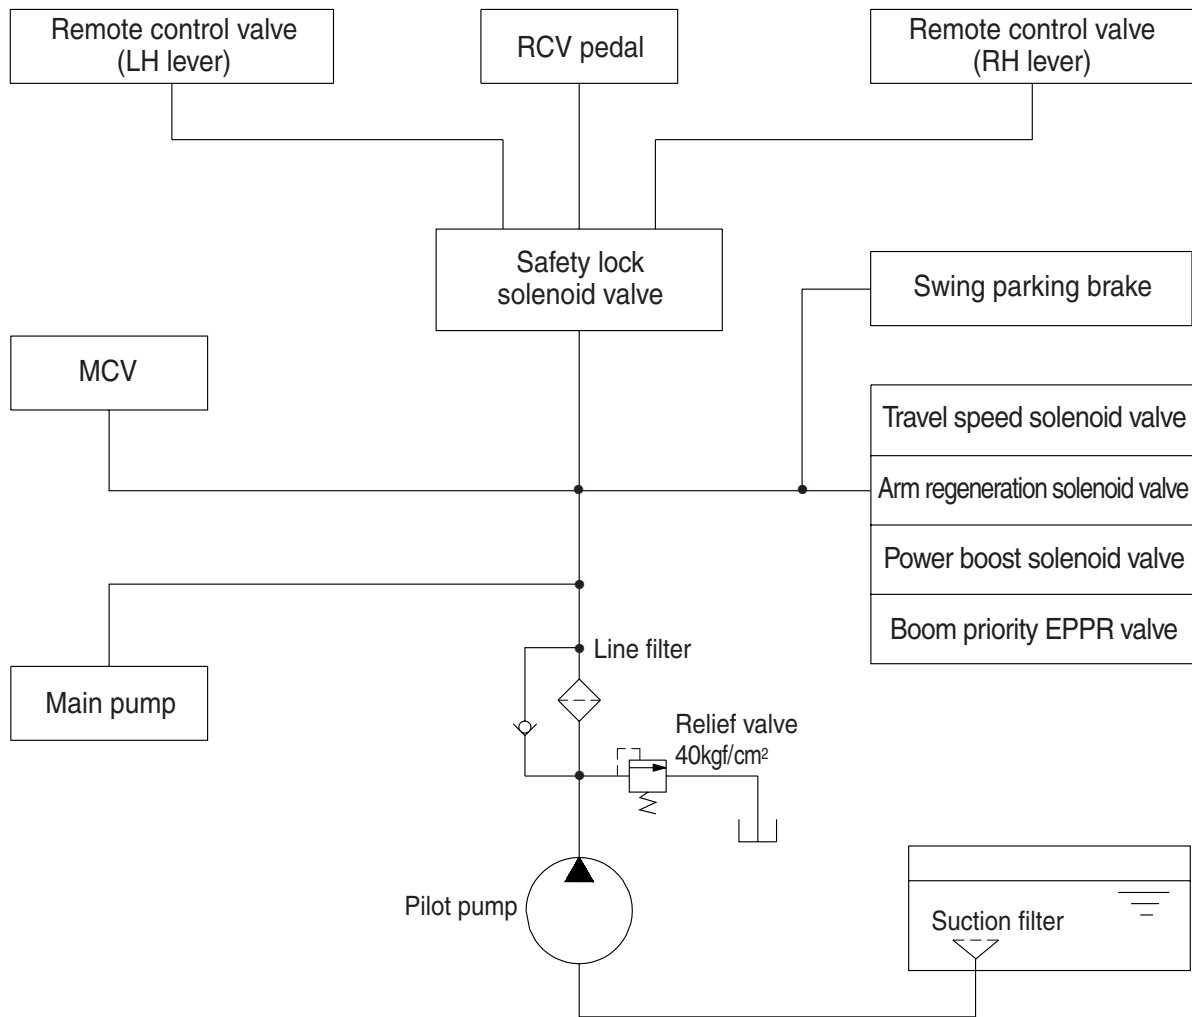 Remote control valve
(LH lever)
RCV pedal
Remote control valve
(RH lever)
Safety lock
solenoid valve
Swing parking brake
MCV
Travel speed solenoid valve
Arm regeneration solenoid valve
Power boost solenoid valve
Boom priority EPPR valve
Line filter
Main pump
Relief valve
40kgf/cm²
Pilot pump
Suction filter